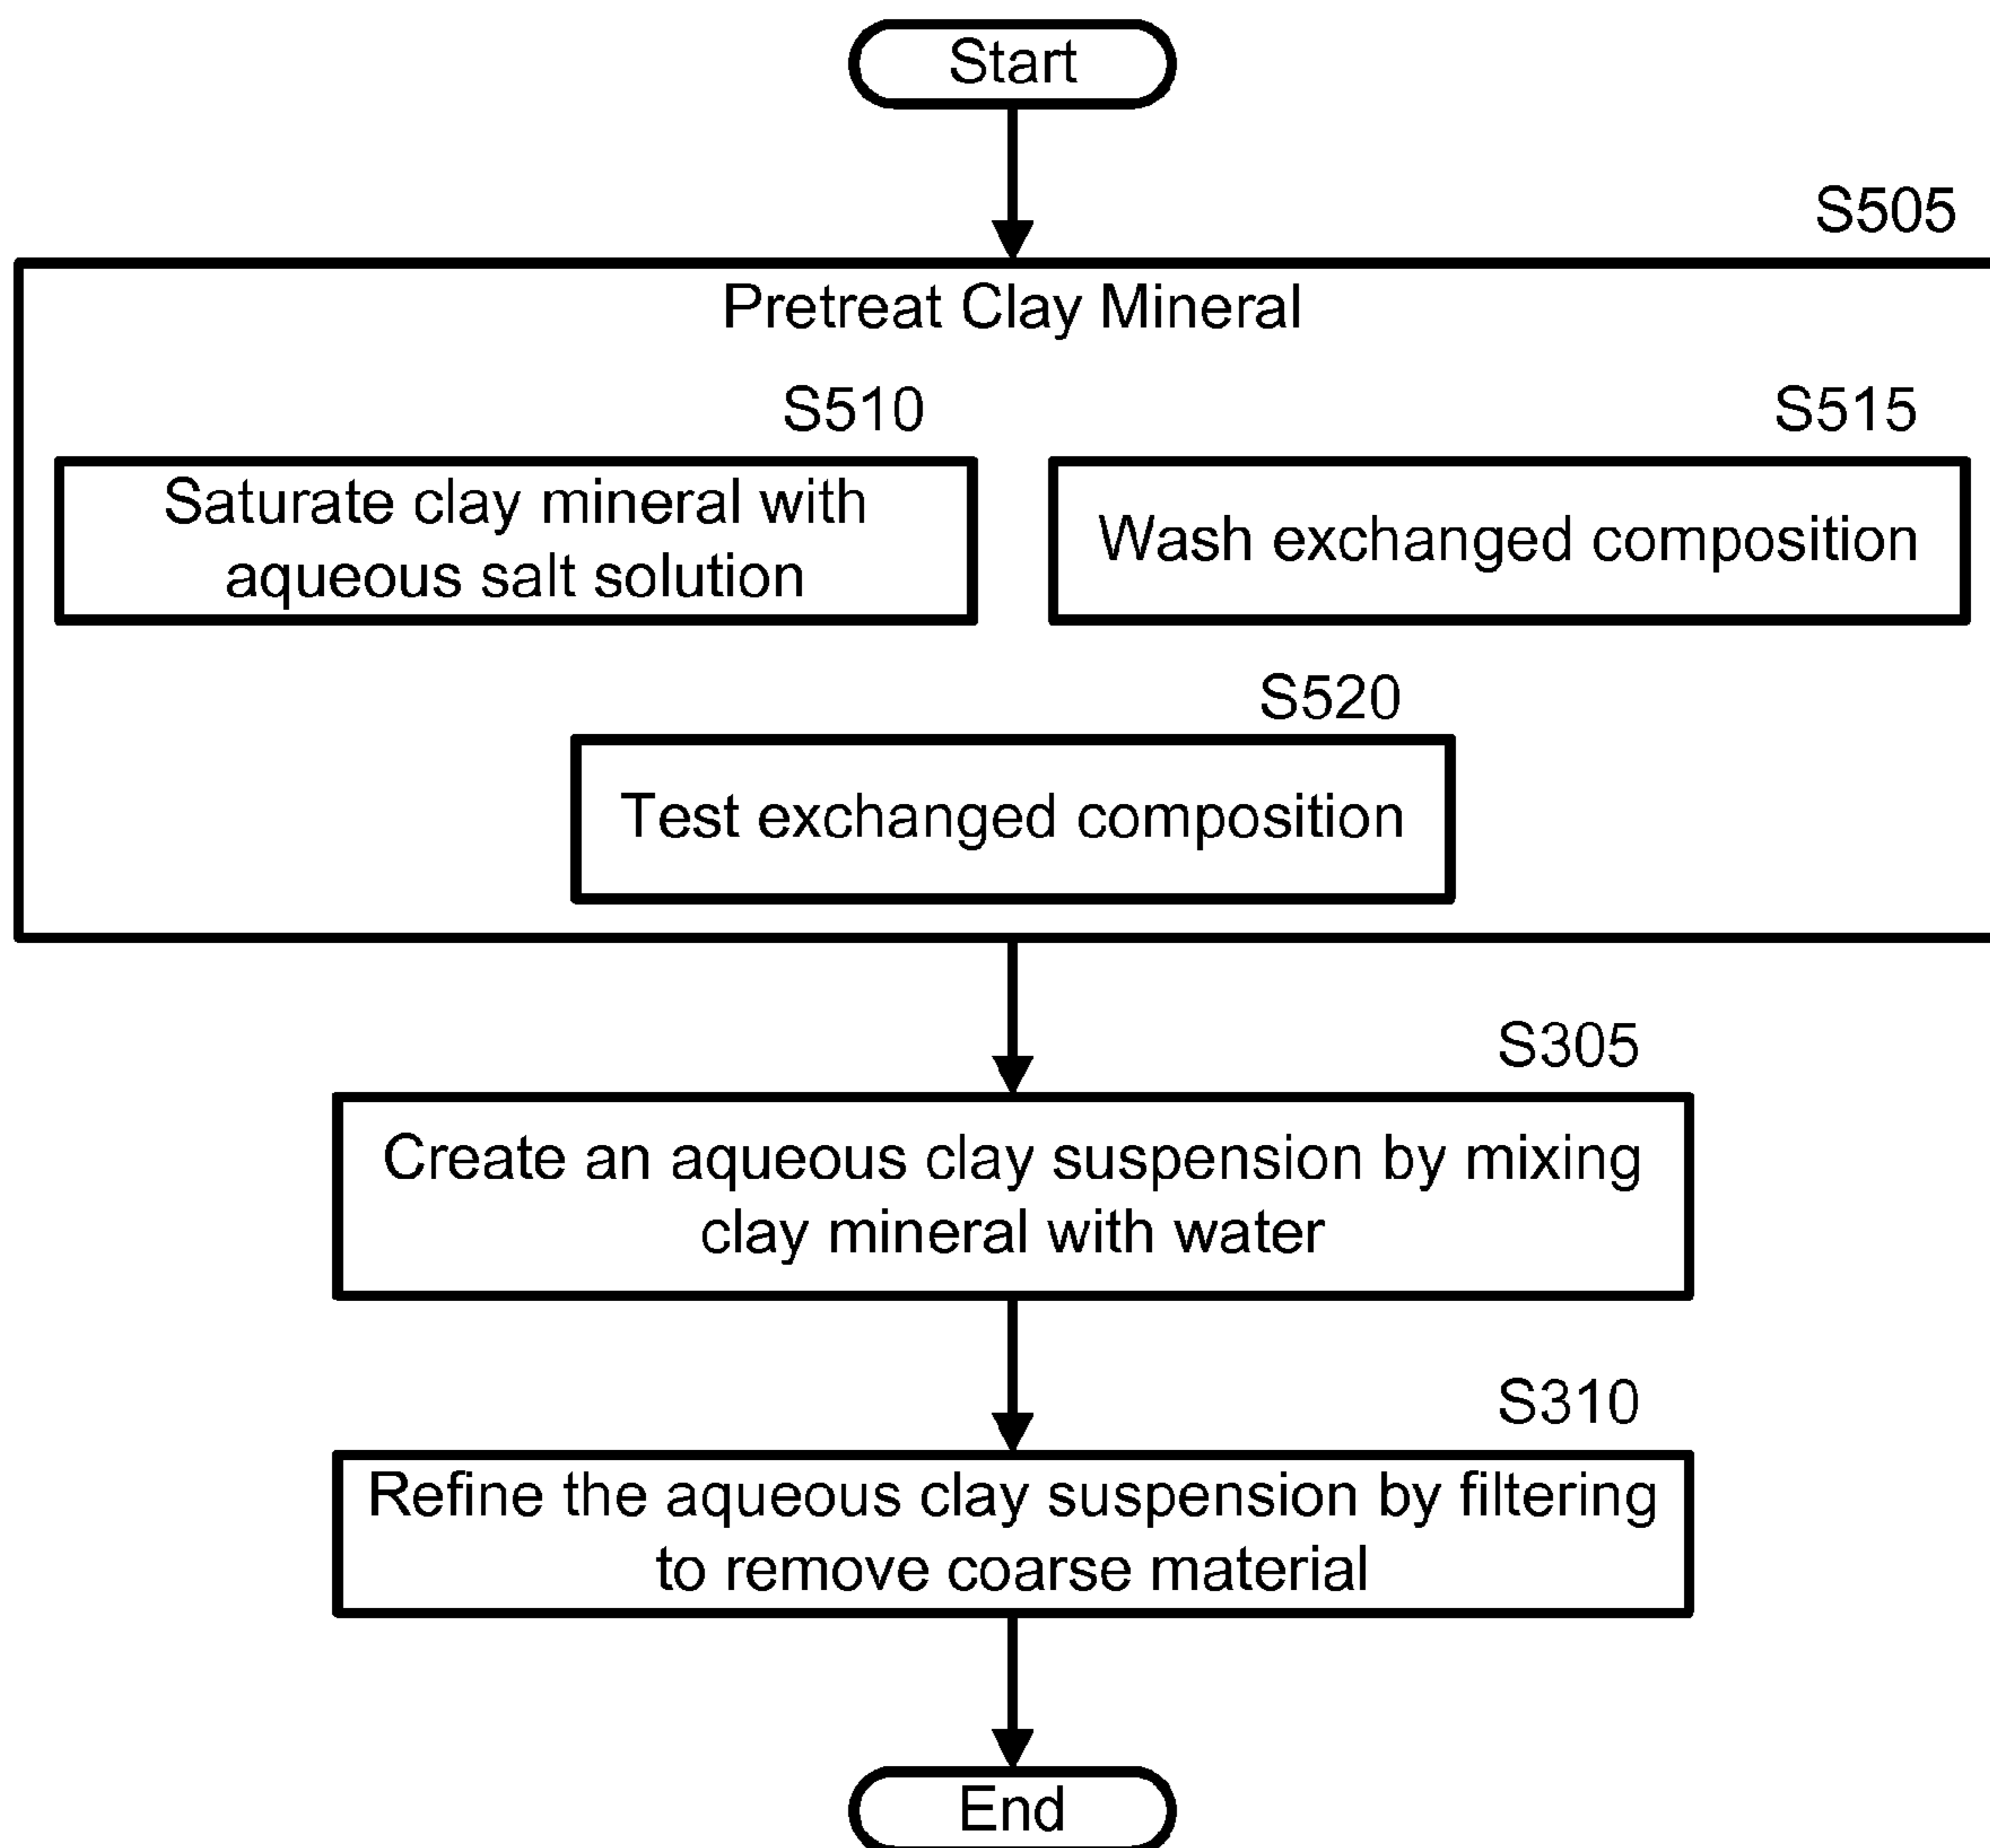 Start
S505
Pretreat Clay Mineral
S510
Saturate clay mineral with
aqueous salt solution
S515
Wash exchanged composition
S520
Test exchanged composition
S305
Create an aqueous clay suspension by mixing
clay mineral with water
S310
Refine the aqueous clay suspension by filtering
to remove coarse material
End